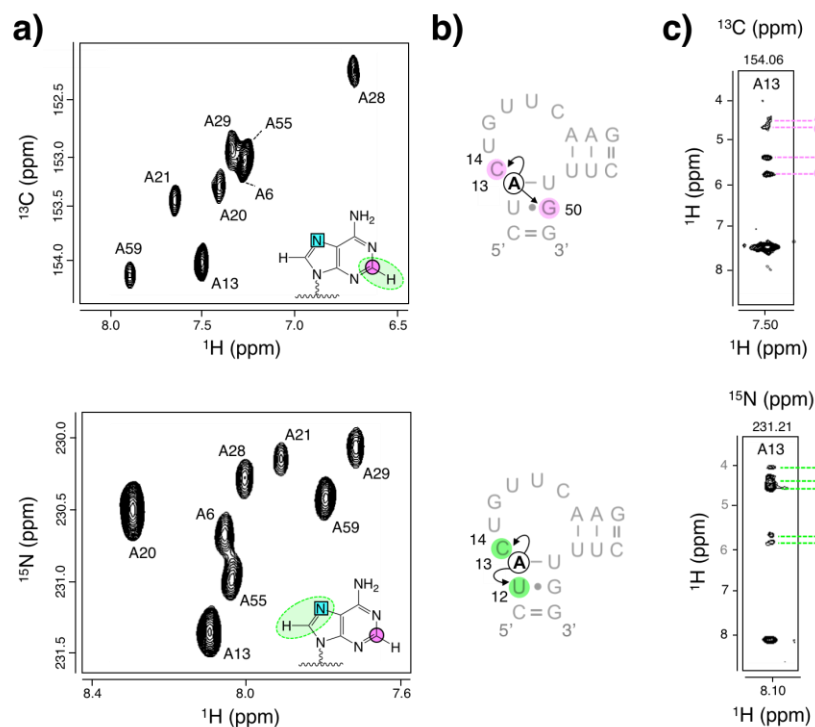 a)
b)
c)
¹³C (ppm)
154.06
A13
A28
A29
A55
A21
A6
A20
A59
A13
152.5
153.0
153.5
154.0
¹³C (ppm)
NH₂
N
N
H
N
N
H
8.0
7.5
7.0
6.5
¹H (ppm)
U U
G C A A G
U U U C
14 C
13 A U
U G 50
C G
5' 3'
4
5
6
7
8
¹H (ppm)
7.50
¹H (ppm)
¹⁵N (ppm)
231.21
A13
230.0
230.5
231.0
231.5
¹⁵N (ppm)
A28
A21
A29
A20
A6
A59
A55
A13
NH₂
N
N
H
N
N
H
8.4
8.0
7.6
¹H (ppm)
U U
G C A A G
U U U C
14 C
13 A U
12 U G
C G
5' 3'
4
5
6
7
8
¹H (ppm)
8.10
¹H (ppm)